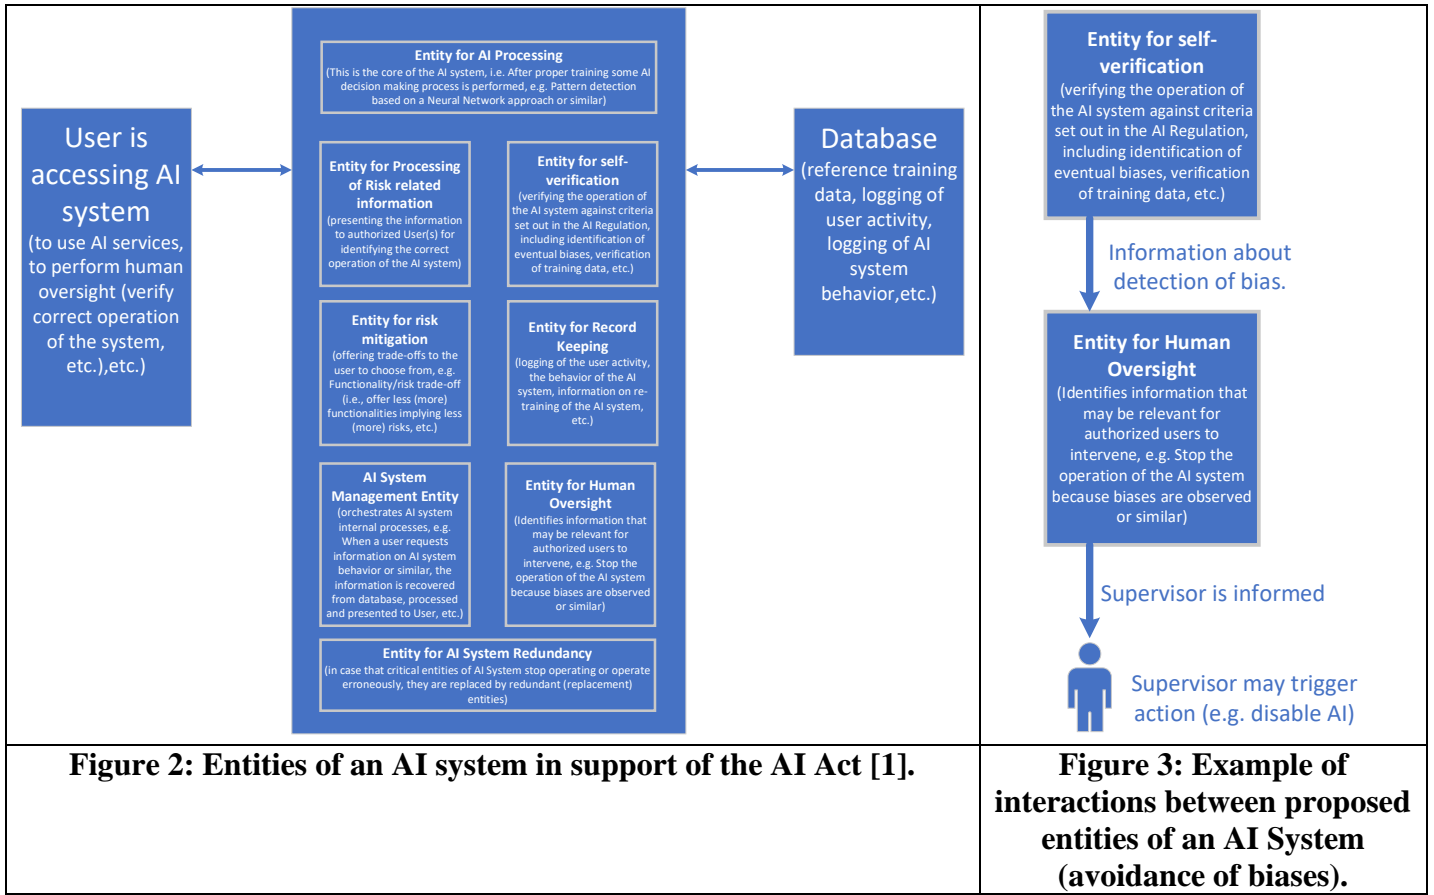 User is
accessing AI
system
(to use AI services,
to perform human
oversight (verify
correct operation
of the system,
etc.),etc.)
Entity for AI Processing
(This is the core of the AI system, i.e. After proper training some AI
decision making process is performed, e.g. Pattern detection
based on a Neural Network approach or similar)
Entity for Processing
of Risk related
information
(presenting the information
to authorized User(s) for
identifying the correct
operation of the AI system)
Entity for self-
verification
(verifying the operation of
the AI system against criteria
set out in the AI Regulation,
including identification of
eventual biases, verification
of training data, etc.)
Entity for risk
mitigation
(offering trade-offs to the
user to choose from, e.g.
Functionality/risk trade-off
(i.e., offer less (more)
functionalities implying less
(more) risks, etc.)
Entity for Record
Keeping
(logging of the user activity,
the behavior of the AI
system, information on re-
training of the AI system,
etc.)
AI System
Management Entity
(orchestrates AI system
internal processes, e.g.
When a user requests
information on AI system
behavior or similar, the
information is recovered
from database, processed
and presented to User, etc.)
Entity for Human
Oversight
(Identifies information that
may be relevant for
authorized users to
intervene, e.g. Stop the
operation of the AI system
because biases are observed
or similar)
Entity for AI System Redundancy
(in case that critical entities of AI System stop operating or operate
erroneously, they are replaced by redundant (replacement)
entities)
Database
(reference training
data, logging of
user activity,
logging of AI
system
behavior,etc.)
Figure 2: Entities of an AI system in support of the AI Act [1].
Entity for self-
verification
(verifying the operation of
the AI system against criteria
set out in the AI Regulation,
including identification of
eventual biases, verification
of training data, etc.)
Information about
detection of bias.
Entity for Human
Oversight
(Identifies information that
may be relevant for
authorized users to
intervene, e.g. Stop the
operation of the AI system
because biases are observed
or similar)
Supervisor is informed
Supervisor may trigger
action (e.g. disable AI)
Figure 3: Example of
interactions between proposed
entities of an AI System
(avoidance of biases).